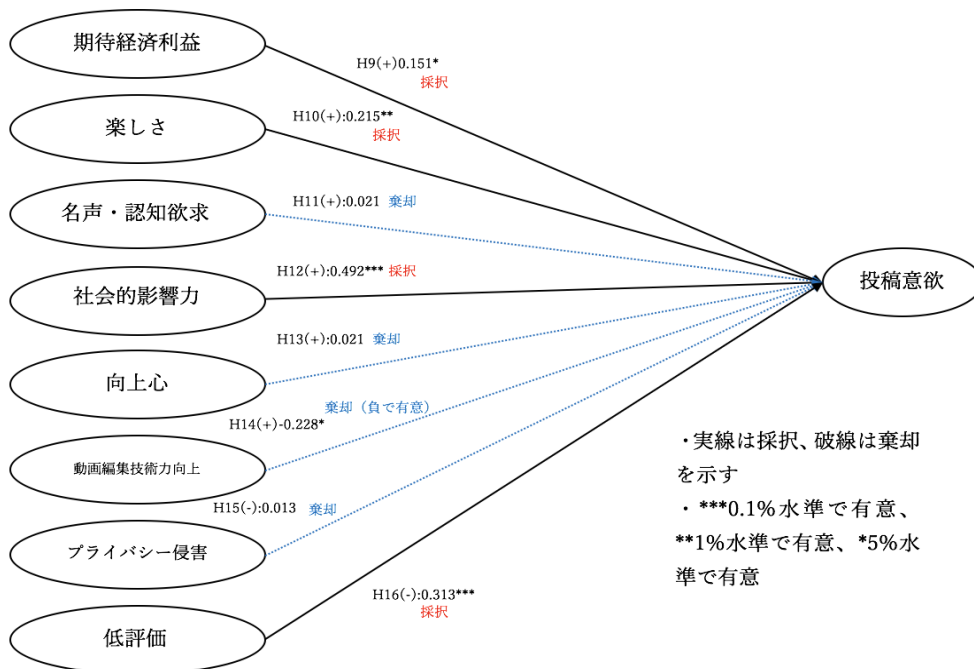 期待経済利益
H9(+)0.151*
採択
楽しさ
H10(+):0.215**
採択
名声・認知欲求
H11(+):0.021 棄却
社会的影響力
H12(+):0.492*** 採択
投稿意欲
向上心
H13(+):0.021 棄却
棄却（負で有意）
H14(+)-0.228*
動画編集技術力向上
H15(-):0.013 棄却
プライバシー侵害
H16(-):0.313***
採択
低評価
・実線は採択、破線は棄却
を示す
・***0.1%水準で有意、
**1%水準で有意、*5%水
準で有意